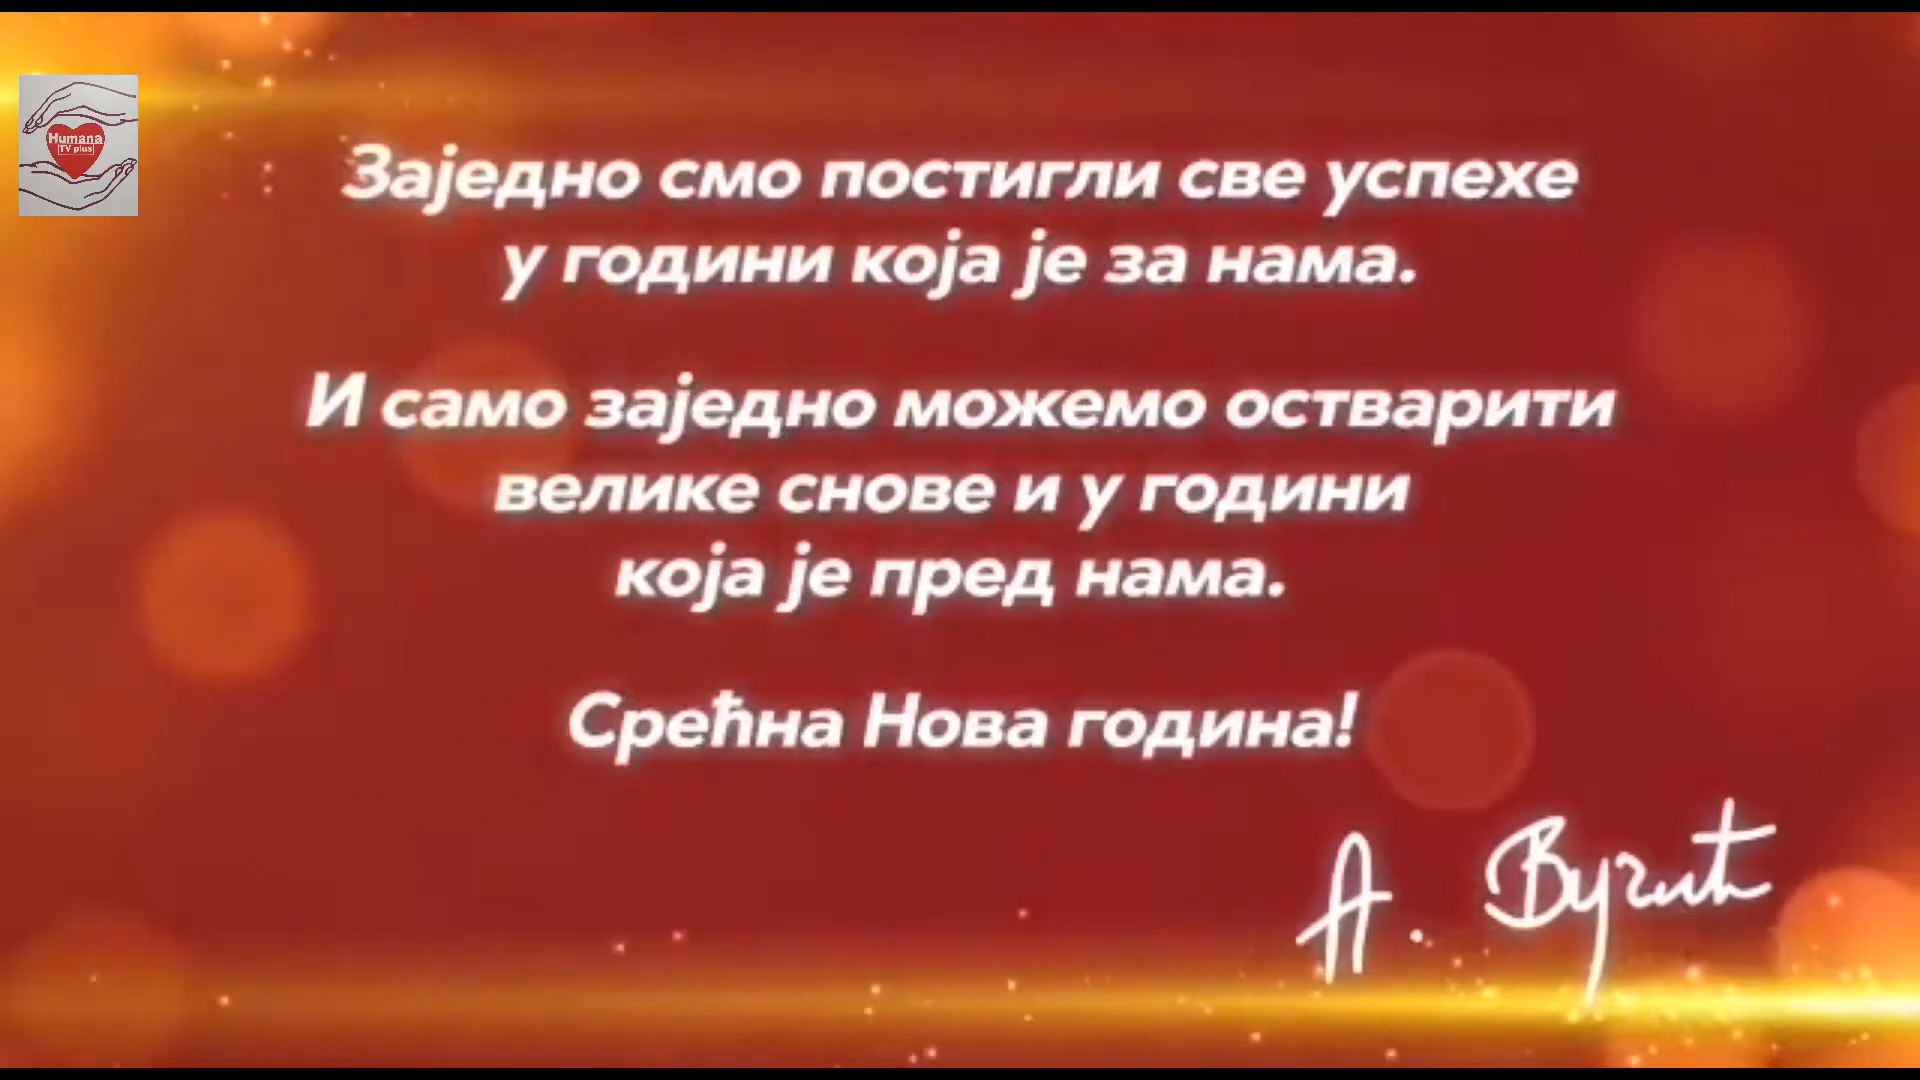 Humana
TV plus
Заједно смо постигли све успехе
у години која је за нама.
И само заједно можемо остварити
велике снове и у години
која је пред нама.
Срећна Нова година!
А. Вучић